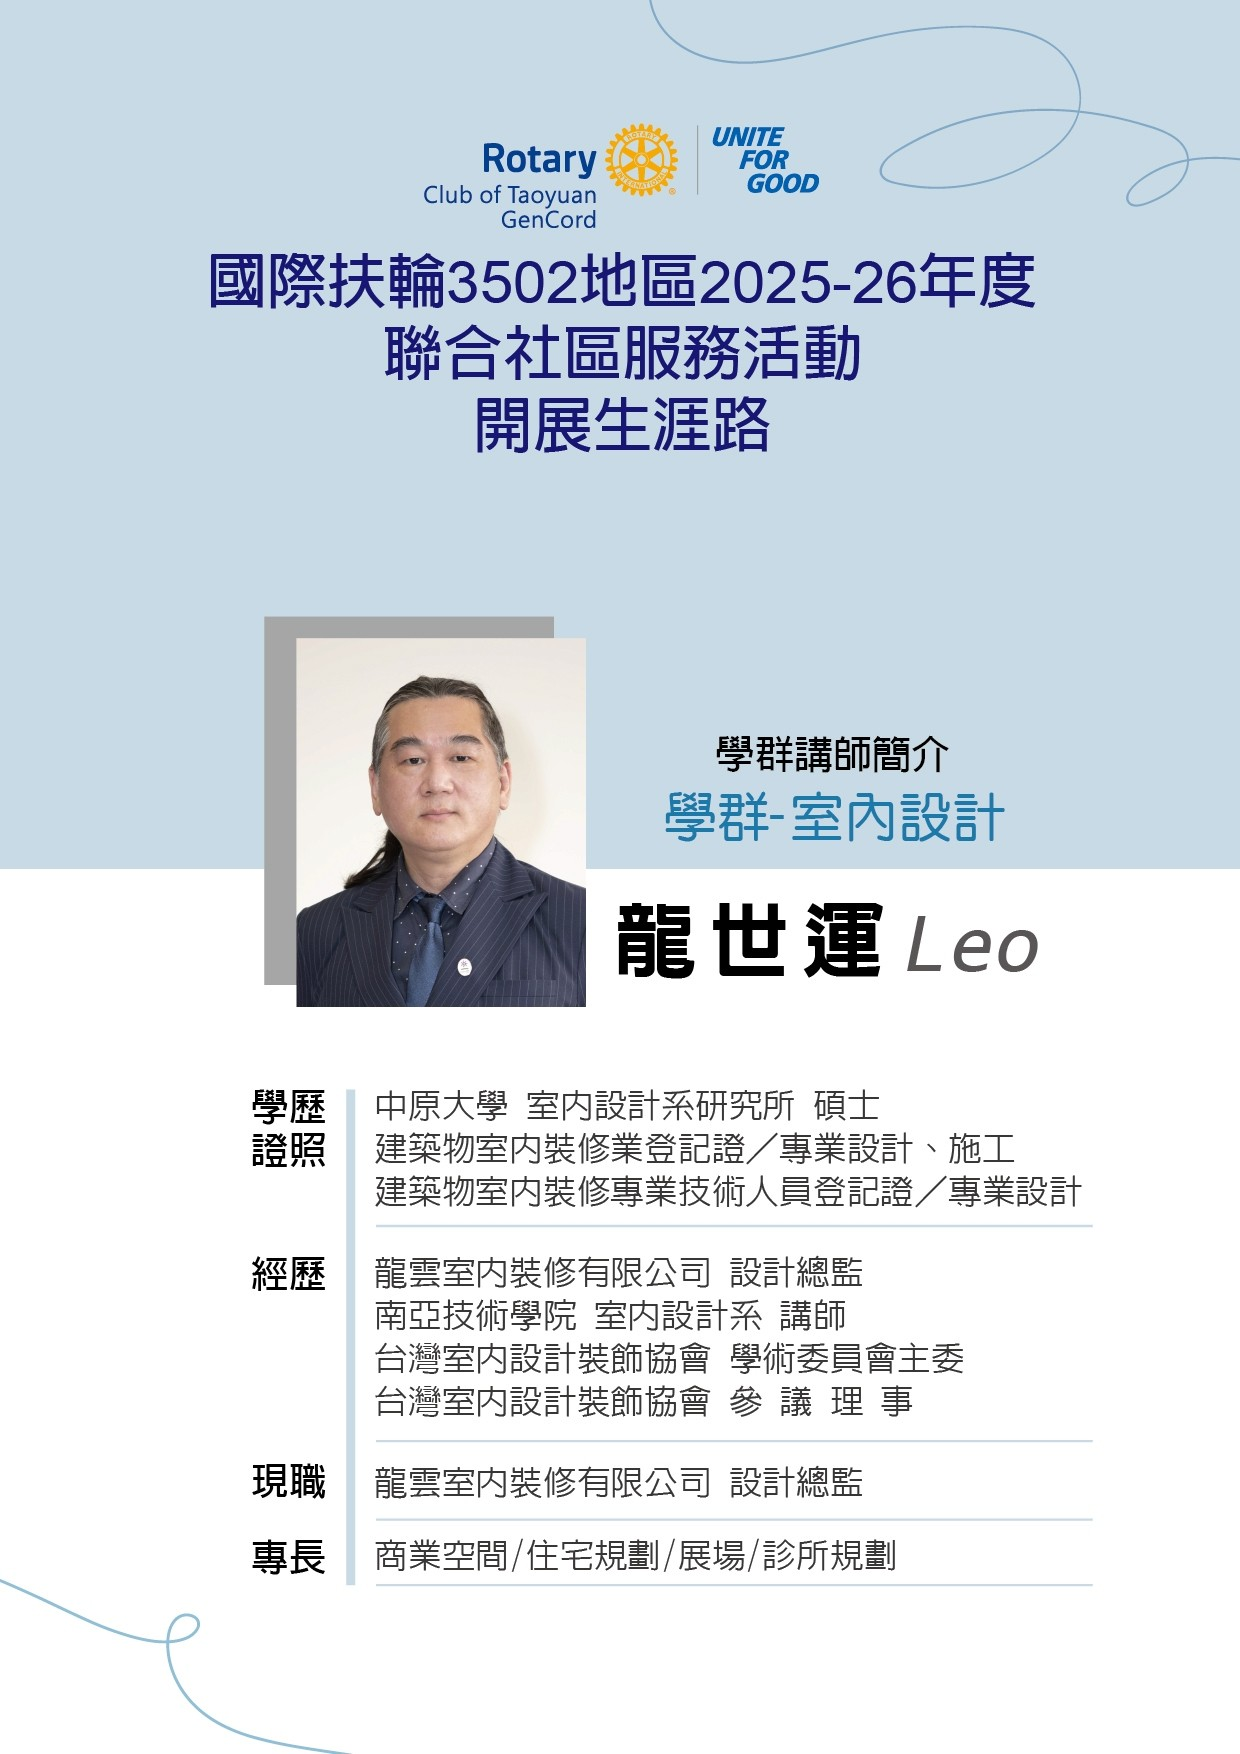 Rotary
Club of Taoyuan
GenCord
ROTARY
INTERNATIONAL
®
UNITE
FOR
GOOD
國際扶輪3502地區2025-26年度
聯合社區服務活動
開展生涯路
學群講師簡介
學群-室內設計
龍世運 Leo
學歷 中原大學 室內設計系研究所 碩士
證照 建築物室內裝修業登記證／專業設計、施工
建築物室內裝修專業技術人員登記證／專業設計
經歷 龍雲室內裝修有限公司 設計總監
南亞技術學院 室內設計系 講師
台灣室內設計裝飾協會 學術委員會主委
台灣室內設計裝飾協會 參 議 理 事
現職 龍雲室內裝修有限公司 設計總監
專長 商業空間/住宅規劃/展場/診所規劃